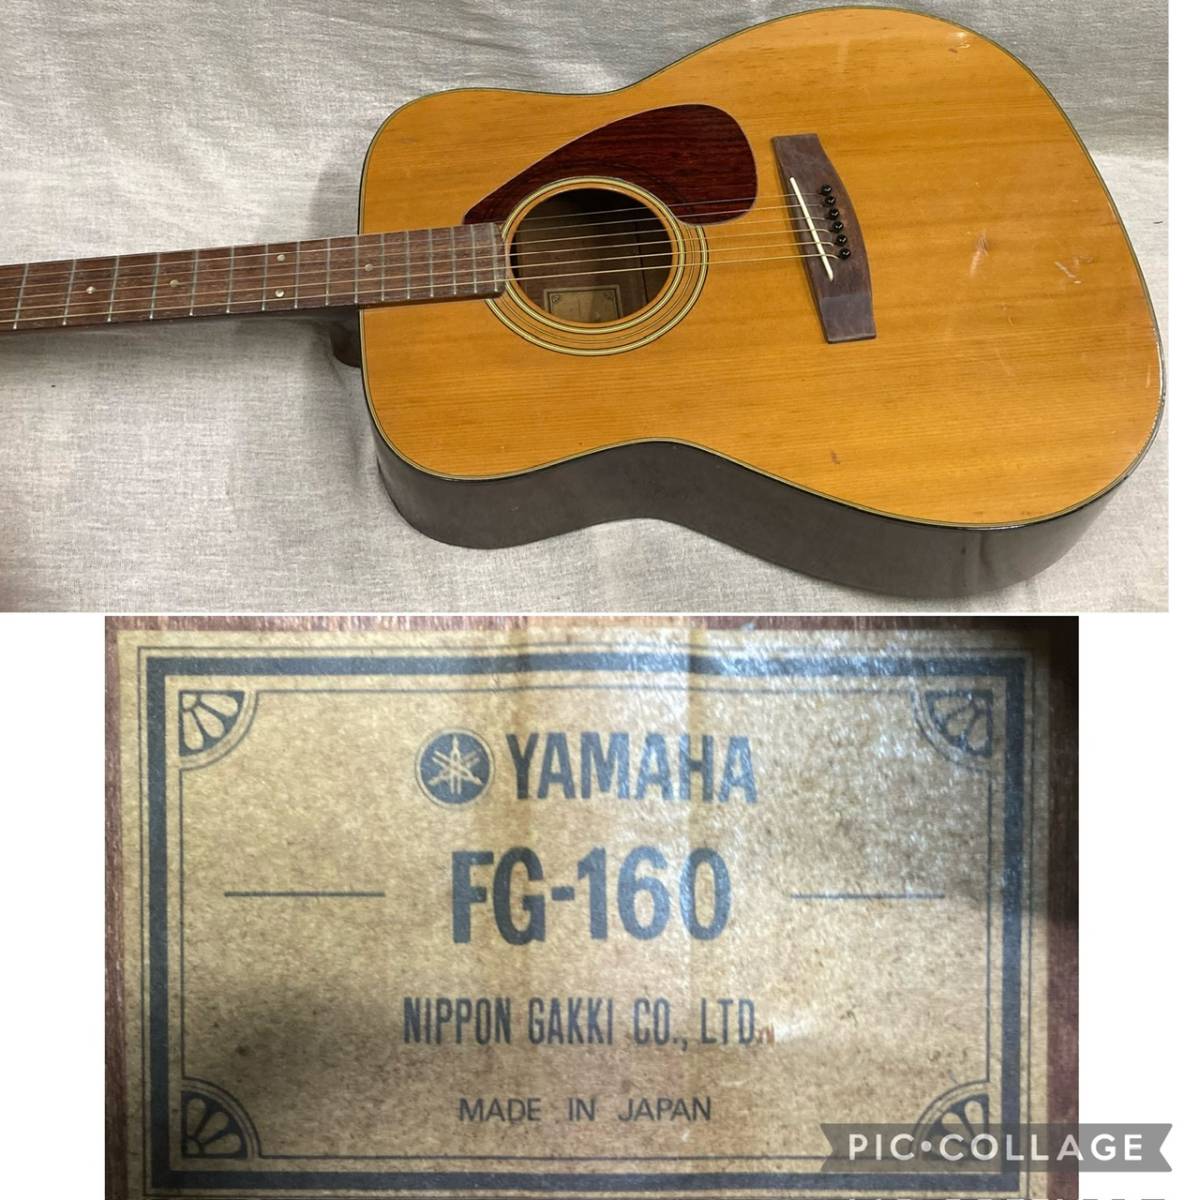 YAMAHA
FG-160
NIPPON GAKKI CO., LTD.
MADE IN JAPAN
PIC•COLLAGE